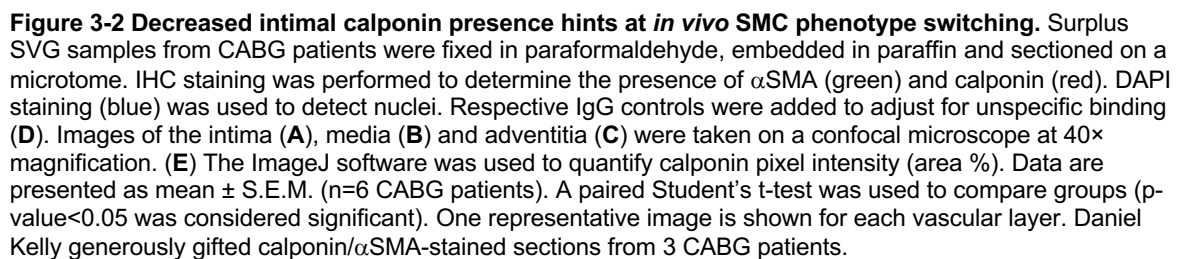 Figure 3-2 Decreased intimal calponin presence hints at in vivo SMC phenotype switching. Surplus
SVG samples from CABG patients were fixed in paraformaldehyde, embedded in paraffin and sectioned on a
microtome. IHC staining was performed to determine the presence of αSMA (green) and calponin (red). DAPI
staining (blue) was used to detect nuclei. Respective IgG controls were added to adjust for unspecific binding
(D). Images of the intima (A), media (B) and adventitia (C) were taken on a confocal microscope at 40×
magnification. (E) The ImageJ software was used to quantify calponin pixel intensity (area %). Data are
presented as mean ± S.E.M. (n=6 CABG patients). A paired Student's t-test was used to compare groups (p-
value<0.05 was considered significant). One representative image is shown for each vascular layer. Daniel
Kelly generously gifted calponin/αSMA-stained sections from 3 CABG patients.